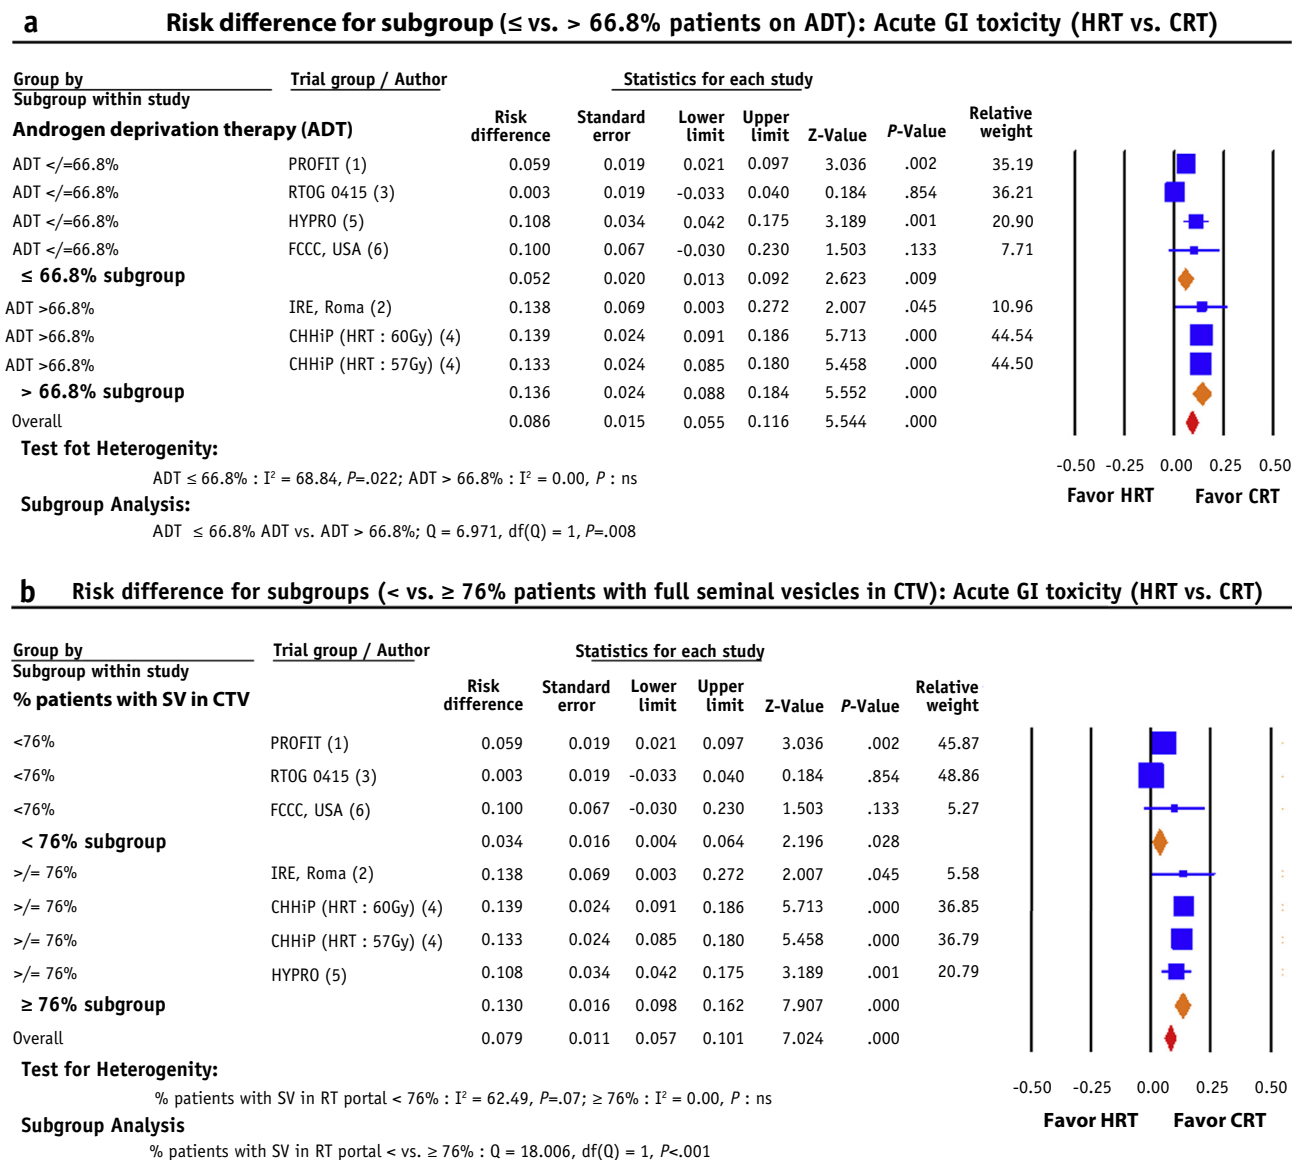 a Risk difference for subgroup (≤ vs. > 66.8% patients on ADT): Acute GI toxicity (HRT vs. CRT)
Group by Trial group / Author Statistics for each study
Subgroup within study
Androgen deprivation therapy (ADT) Risk difference Standard error Lower limit Upper limit Z-Value P-Value Relative weight
ADT </=66.8% PROFIT (1) 0.059 0.019 0.021 0.097 3.036 .002 35.19
ADT </=66.8% RTOG 0415 (3) 0.003 0.019 -0.033 0.040 0.184 .854 36.21
ADT </=66.8% HYPRO (5) 0.108 0.034 0.042 0.175 3.189 .001 20.90
ADT </=66.8% FCCC, USA (6) 0.100 0.067 -0.030 0.230 1.503 .133 7.71
≤ 66.8% subgroup 0.052 0.020 0.013 0.092 2.623 .009
ADT >66.8% IRE, Roma (2) 0.138 0.069 0.003 0.272 2.007 .045 10.96
ADT >66.8% CHHiP (HRT : 60Gy) (4) 0.139 0.024 0.091 0.186 5.713 .000 44.54
ADT >66.8% CHHiP (HRT : 57Gy) (4) 0.133 0.024 0.085 0.180 5.458 .000 44.50
> 66.8% subgroup 0.136 0.024 0.088 0.184 5.552 .000
Overall 0.086 0.015 0.055 0.116 5.544 .000
Test fot Heterogenity:
-0.50 -0.25 0.00 0.25 0.50
ADT ≤ 66.8% : I² = 68.84, P=.022; ADT > 66.8% : I² = 0.00, P : ns
Favor HRT Favor CRT
Subgroup Analysis:
ADT ≤ 66.8% ADT vs. ADT > 66.8%; Q = 6.971, df(Q) = 1, P=.008
b Risk difference for subgroups (< vs. ≥ 76% patients with full seminal vesicles in CTV): Acute GI toxicity (HRT vs. CRT)
Group by Trial group / Author Statistics for each study
Subgroup within study
% patients with SV in CTV Risk difference Standard error Lower limit Upper limit Z-Value P-Value Relative weight
<76% PROFIT (1) 0.059 0.019 0.021 0.097 3.036 .002 45.87
<76% RTOG 0415 (3) 0.003 0.019 -0.033 0.040 0.184 .854 48.86
<76% FCCC, USA (6) 0.100 0.067 -0.030 0.230 1.503 .133 5.27
< 76% subgroup 0.034 0.016 0.004 0.064 2.196 .028
>/= 76% IRE, Roma (2) 0.138 0.069 0.003 0.272 2.007 .045 5.58
>/= 76% CHHiP (HRT : 60Gy) (4) 0.139 0.024 0.091 0.186 5.713 .000 36.85
>/= 76% CHHiP (HRT : 57Gy) (4) 0.133 0.024 0.085 0.180 5.458 .000 36.79
>/= 76% HYPRO (5) 0.108 0.034 0.042 0.175 3.189 .001 20.79
≥ 76% subgroup 0.130 0.016 0.098 0.162 7.907 .000
Overall 0.079 0.011 0.057 0.101 7.024 .000
Test for Heterogenity:
-0.50 -0.25 0.00 0.25 0.50
% patients with SV in RT portal < 76% : I² = 62.49, P=.07; ≥ 76% : I² = 0.00, P : ns
Favor HRT Favor CRT
Subgroup Analysis
% patients with SV in RT portal < vs. ≥ 76% : Q = 18.006, df(Q) = 1, P<.001